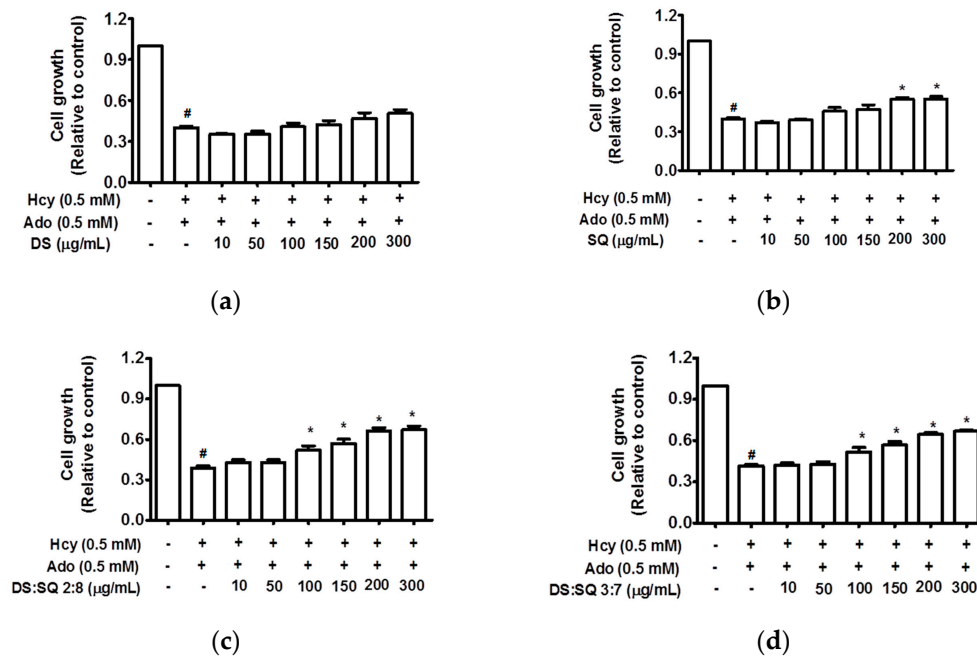 1.2
0.9
0.6
0.3
0.0
Cell growth
(Relative to control)
#
Hcy (0.5 mM) - + + + + + + +
Ado (0.5 mM) - + + + + + + +
DS (µg/mL) - - 10 50 100 150 200 300
(a)
1.2
0.9
0.6
0.3
0.0
Cell growth
(Relative to control)
# * *
Hcy (0.5 mM) - + + + + + + +
Ado (0.5 mM) - + + + + + + +
SQ (µg/mL) - - 10 50 100 150 200 300
(b)
1.2
0.9
0.6
0.3
0.0
Cell growth
(Relative to control)
# * * * *
Hcy (0.5 mM) - + + + + + + +
Ado (0.5 mM) - + + + + + + +
DS:SQ 2:8 (µg/mL) - - 10 50 100 150 200 300
(c)
1.2
0.9
0.6
0.3
0.0
Cell growth
(Relative to control)
# * * * *
Hcy (0.5 mM) - + + + + + + +
Ado (0.5 mM) - + + + + + + +
DS:SQ 3:7 (µg/mL) - - 10 50 100 150 200 300
(d)